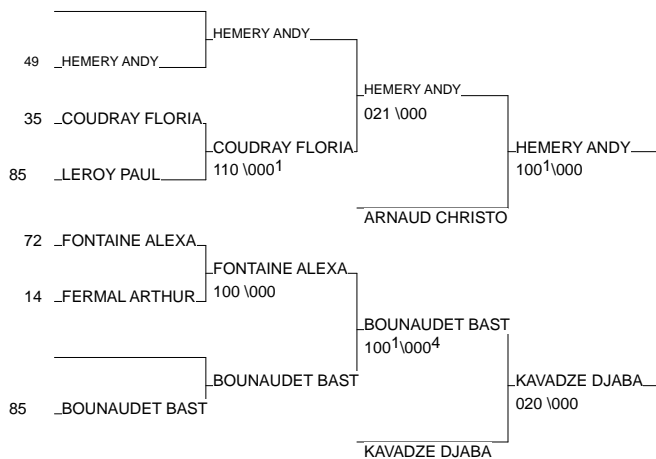 HEMERY ANDY
49 HEMERY ANDY
HEMERY ANDY
021 \000
35 COUDRAY FLORIA
COUDRAY FLORIA
110 \000¹
HEMERY ANDY
100¹\000
85 LEROY PAUL
ARNAUD CHRISTO
72 FONTAINE ALEXA
FONTAINE ALEXA
100 \000
14 FERMAL ARTHUR
BOUNAUDET BAST
100¹\000⁴
BOUNAUDET BAST
KAVADZE DJABA
020 \000
85 BOUNAUDET BAST
KAVADZE DJABA